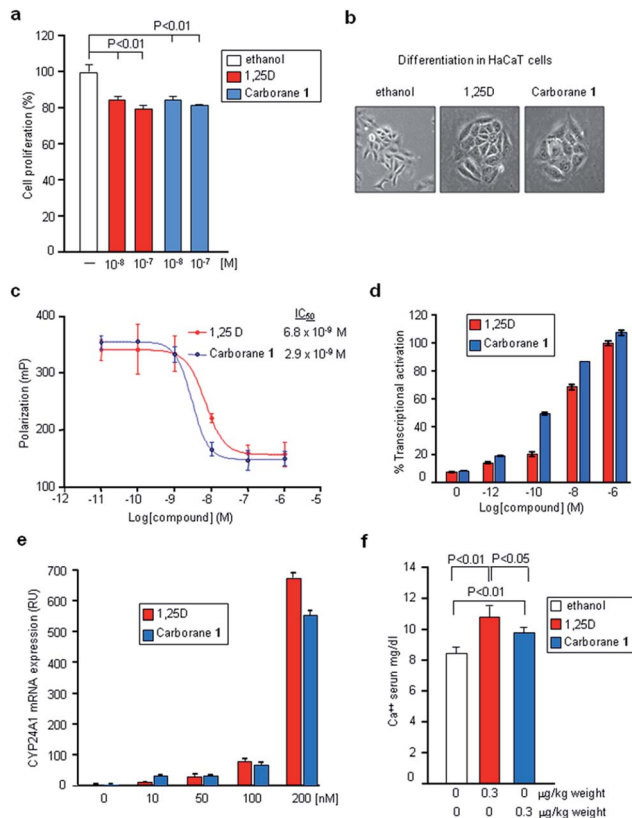 a
P<0.01
P<0.01
ethanol
1,25D
Carborane 1
Cell proliferation (%)
120
100
80
60
40
20
0
— 10-8 10-7 10-8 10-7 [M]
b
Differentiation in HaCaT cells
ethanol 1,25D Carborane 1
c
IC50
1,25 D 6.8 x 10-9 M
Carborane 1 2.9 x 10-9 M
Polarization (mP)
400
300
200
100
-12 -11 -10 -9 -8 -7 -6 -5
Log[compound] (M)
d
1,25D
Carborane 1
% Transcriptional activation
120
100
80
60
40
20
0
0 -12 -10 -8 -6
Log[compound] (M)
e
1,25D
Carborane 1
CYP24A1 mRNA expression (RU)
700
600
500
400
300
200
100
0
0 10 50 100 200 [nM]
f
P<0.01 P<0.05
P<0.01
ethanol
1,25D
Carborane 1
Ca++ serun mg/dl
14
12
10
8
6
4
2
0
0 0.3 0 µg/kg weight
0 0 0.3 µg/kg weight